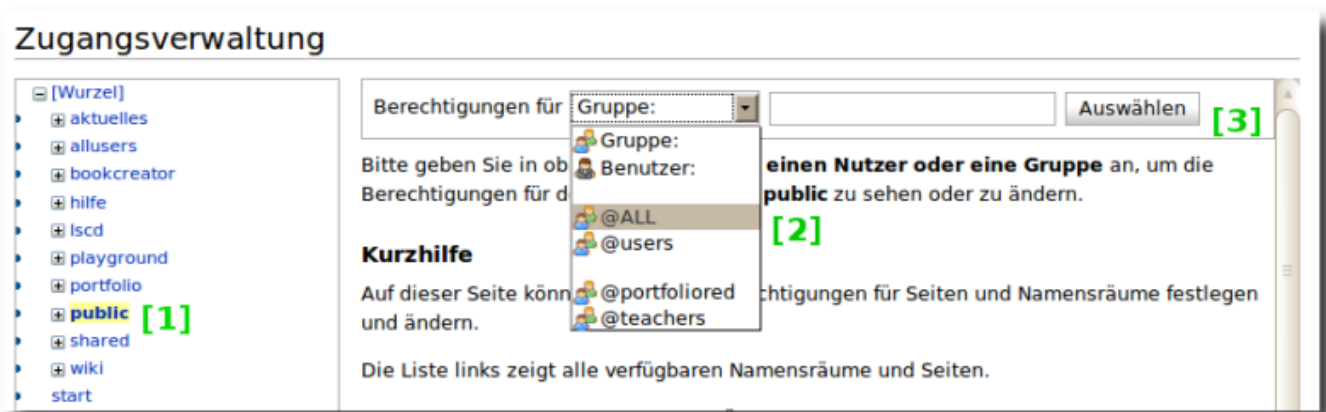 Zugangsverwaltung
[Wurzel]
aktuelles
allusers
bookcreator
hilfe
lscd
playground
portfolio
public [1]
shared
wiki
start
Berechtigungen für Gruppe: Auswählen [3]
Gruppe:
Benutzer:
@ALL
@users
@portfoliored
@teachers
[2]
Bitte geben Sie in ob einen Nutzer oder eine Gruppe an, um die
Berechtigungen für d public zu sehen oder zu ändern.
Kurzhilfe
Auf dieser Seite könn chtigungen für Seiten und Namensräume festlegen
und ändern.
Die Liste links zeigt alle verfügbaren Namensräume und Seiten.